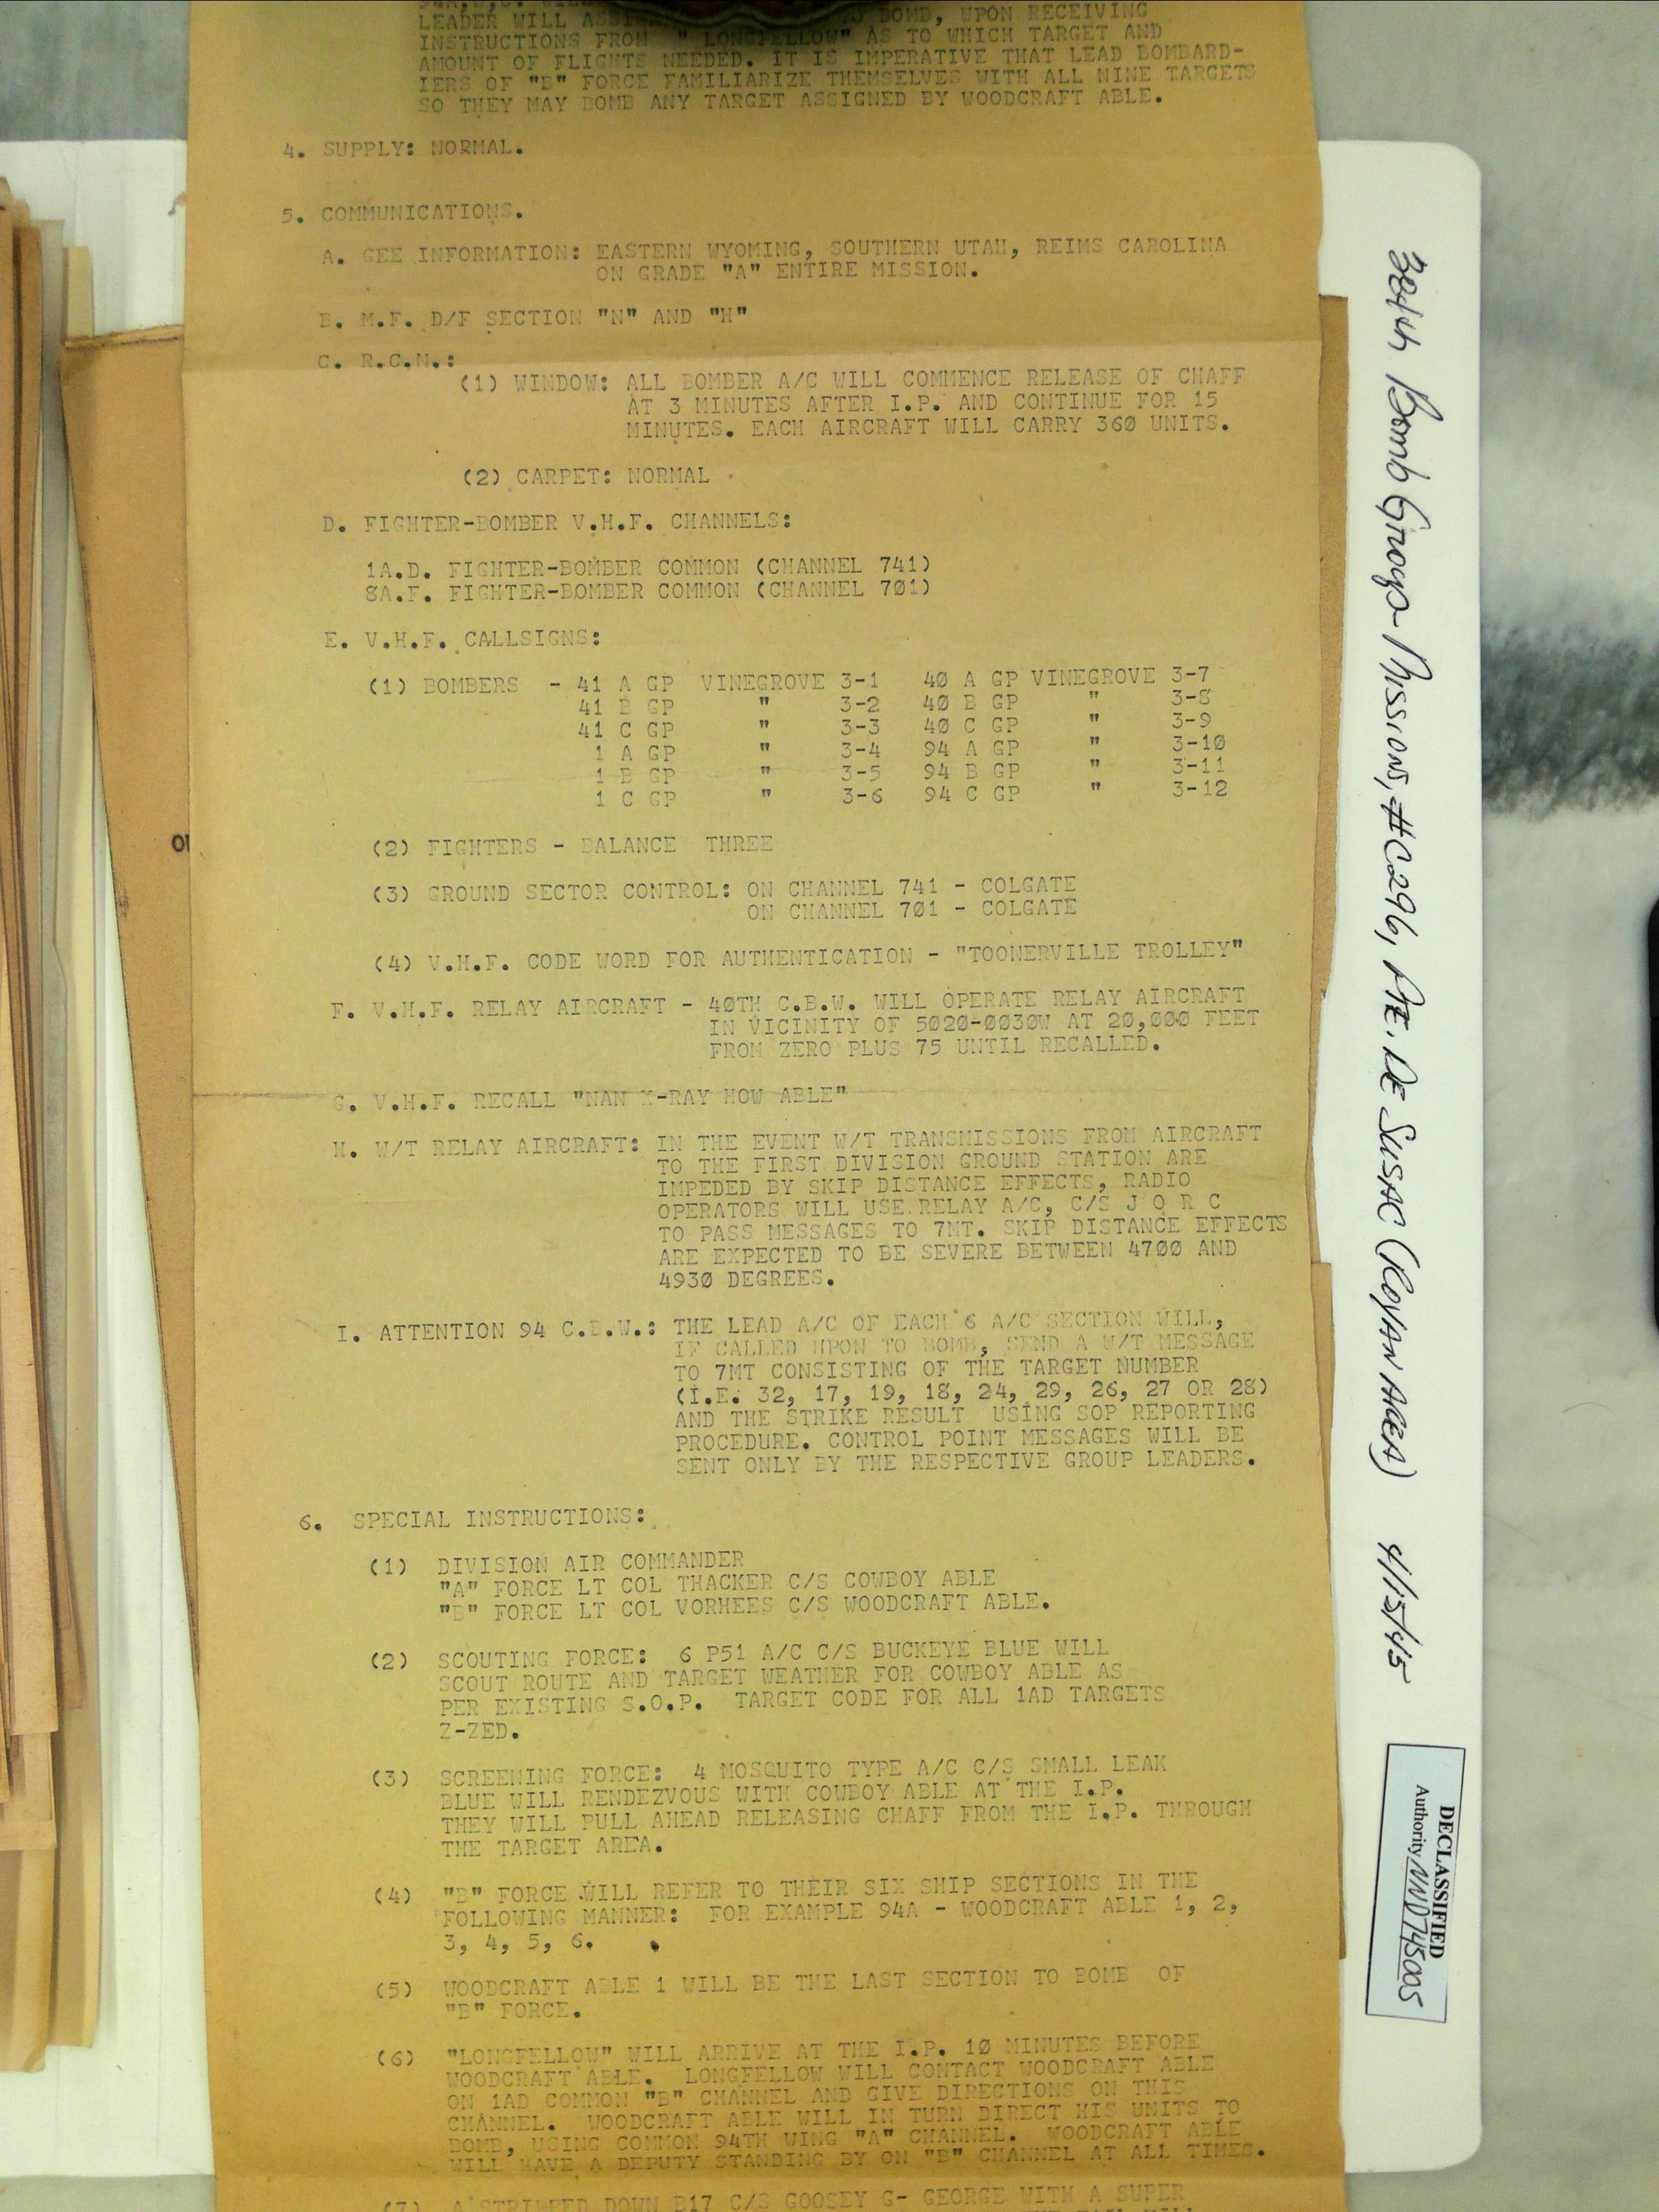 LEADER WILL BOMB, UPON RECEIVING
INSTRUCTIONS FROM " LONGFELLOW" AS TO WHICH TARGET AND
AMOUNT OF FLIGHTS NEEDED. IT IS IMPERATIVE THAT LEAD BOMBARD-
IERS OF "B" FORCE FAMILIARIZE THEMSELVES WITH ALL NINE TARGETS
SO THEY MAY BOMB ANY TARGET ASSIGNED BY WOODCRAFT ABLE.
4. SUPPLY: NORMAL.
5. COMMUNICATIONS.
A. GEE INFORMATION: EASTERN WYOMING, SOUTHERN UTAH, REIMS CAROLINA
ON GRADE "A" ENTIRE MISSION.
B. M.F. D/F SECTION "N" AND "H"
C. R.C.M.:
(1) WINDOW: ALL BOMBER A/C WILL COMMENCE RELEASE OF CHAFF
AT 3 MINUTES AFTER I.P. AND CONTINUE FOR 15
MINUTES. EACH AIRCRAFT WILL CARRY 360 UNITS.
(2) CARPET: NORMAL
D. FIGHTER-BOMBER V.H.F. CHANNELS:
1A.D. FIGHTER-BOMBER COMMON (CHANNEL 741)
8A.F. FIGHTER-BOMBER COMMON (CHANNEL 701)
E. V.H.F. CALLSIGNS:
(1) BOMBERS - 41 A GP VINEGROVE 3-1 40 A GP VINEGROVE 3-7
41 B GP " 3-2 40 B GP " 3-8
41 C GP " 3-3 40 C GP " 3-9
1 A GP " 3-4 94 A GP " 3-10
1 B GP " 3-5 94 B GP " 3-11
1 C GP " 3-6 94 C GP " 3-12
(2) FIGHTERS - BALANCE THREE
(3) GROUND SECTOR CONTROL: ON CHANNEL 741 - COLGATE
ON CHANNEL 701 - COLGATE
(4) V.H.F. CODE WORD FOR AUTHENTICATION - "TOONERVILLE TROLLEY"
F. V.H.F. RELAY AIRCRAFT - 40TH C.B.W. WILL OPERATE RELAY AIRCRAFT
IN VICINITY OF 5020-0030W AT 20,000 FEET
FROM ZERO PLUS 75 UNTIL RECALLED.
G. V.H.F. RECALL "NAN X-RAY HOW ABLE"
H. W/T RELAY AIRCRAFT: IN THE EVENT W/T TRANSMISSIONS FROM AIRCRAFT
TO THE FIRST DIVISION GROUND STATION ARE
IMPEDED BY SKIP DISTANCE EFFECTS, RADIO
OPERATORS WILL USE RELAY A/C, C/S J O R C
TO PASS MESSAGES TO 7MT. SKIP DISTANCE EFFECTS
ARE EXPECTED TO BE SEVERE BETWEEN 4700 AND
4930 DEGREES.
I. ATTENTION 94 C.B.W.: THE LEAD A/C OF EACH 6 A/C SECTION WILL,
IF CALLED UPON TO BOMB, SEND A W/T MESSAGE
TO 7MT CONSISTING OF THE TARGET NUMBER
(I.E. 32, 17, 19, 18, 24, 29, 26, 27 OR 28)
AND THE STRIKE RESULT USING SOP REPORTING
PROCEDURE. CONTROL POINT MESSAGES WILL BE
SENT ONLY BY THE RESPECTIVE GROUP LEADERS.
6. SPECIAL INSTRUCTIONS:
(1) DIVISION AIR COMMANDER
"A" FORCE LT COL THACKER C/S COWBOY ABLE
"B" FORCE LT COL VORHEES C/S WOODCRAFT ABLE.
(2) SCOUTING FORCE: 6 P51 A/C C/S BUCKEYE BLUE WILL
SCOUT ROUTE AND TARGET WEATHER FOR COWBOY ABLE AS
PER EXISTING S.O.P. TARGET CODE FOR ALL 1AD TARGETS
Z-ZED.
(3) SCREENING FORCE: 4 MOSQUITO TYPE A/C C/S SMALL LEAK
BLUE WILL RENDEZVOUS WITH COWBOY ABLE AT THE I.P.
THEY WILL PULL AHEAD RELEASING CHAFF FROM THE I.P. THROUGH
THE TARGET AREA.
(4) "B" FORCE WILL REFER TO THEIR SIX SHIP SECTIONS IN THE
FOLLOWING MANNER: FOR EXAMPLE 94A - WOODCRAFT ABLE 1, 2,
3, 4, 5, 6.
(5) WOODCRAFT ABLE 1 WILL BE THE LAST SECTION TO BOMB OF
"B" FORCE.
(6) "LONGFELLOW" WILL ARRIVE AT THE I.P. 10 MINUTES BEFORE
WOODCRAFT ABLE. LONGFELLOW WILL CONTACT WOODCRAFT ABLE
ON 1AD COMMON "B" CHANNEL AND GIVE DIRECTIONS ON THIS
CHANNEL. WOODCRAFT ABLE WILL IN TURN DIRECT HIS UNITS TO
BOMB, USING COMMON 94TH WING "A" CHANNEL. WOODCRAFT ABLE
WILL HAVE A DEPUTY STANDING BY ON "B" CHANNEL AT ALL TIMES.
(7) A STRIPPED DOWN B17 C/S GOOSEY G- GEORGE WITH A SUPER
384th Bomb Group Missions, #C296, Pte. DE SUSAC (ROYAN AREA) 4/15/45
DECLASSIFIED
Authority NND745005